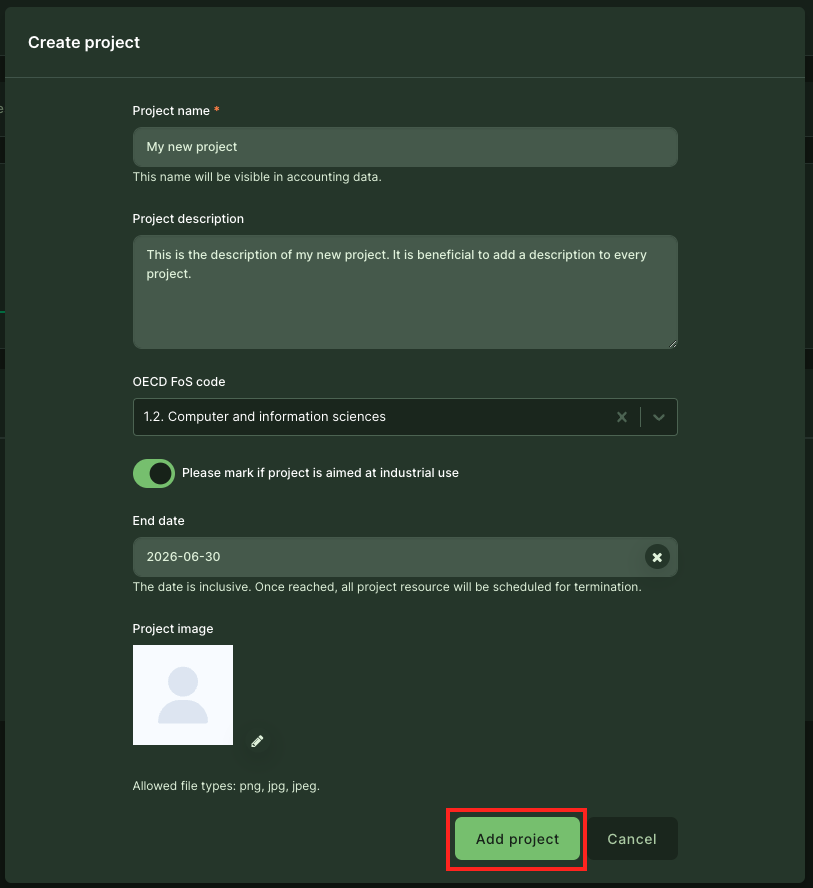 Create project
Project name *
My new project
This name will be visible in accounting data.
Project description
This is the description of my new project. It is beneficial to add a description to every
project.
OECD FoS code
1.2. Computer and information sciences
Please mark if project is aimed at industrial use
End date
2026-06-30
The date is inclusive. Once reached, all project resource will be scheduled for termination.
Project image
Allowed file types: png, jpg, jpeg.
Add project
Cancel